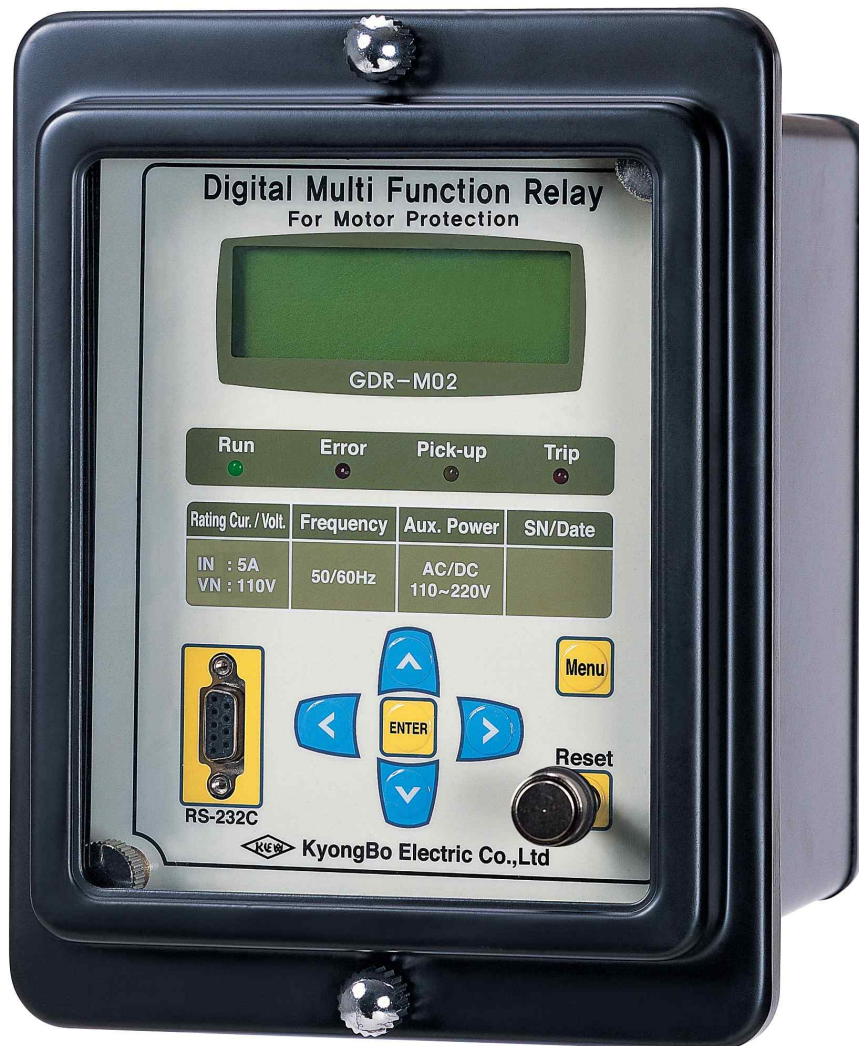 Digital Multi Function Relay
For Motor Protection
GDR-M02
Run Error Pick-up Trip
Rating Cur. / Volt. Frequency Aux. Power SN/Date
IN : 5A
VN : 110V
50/60Hz
AC/DC
110~220V
Menu
ENTER
Reset
RS-232C
KEW KyongBo Electric Co.,Ltd